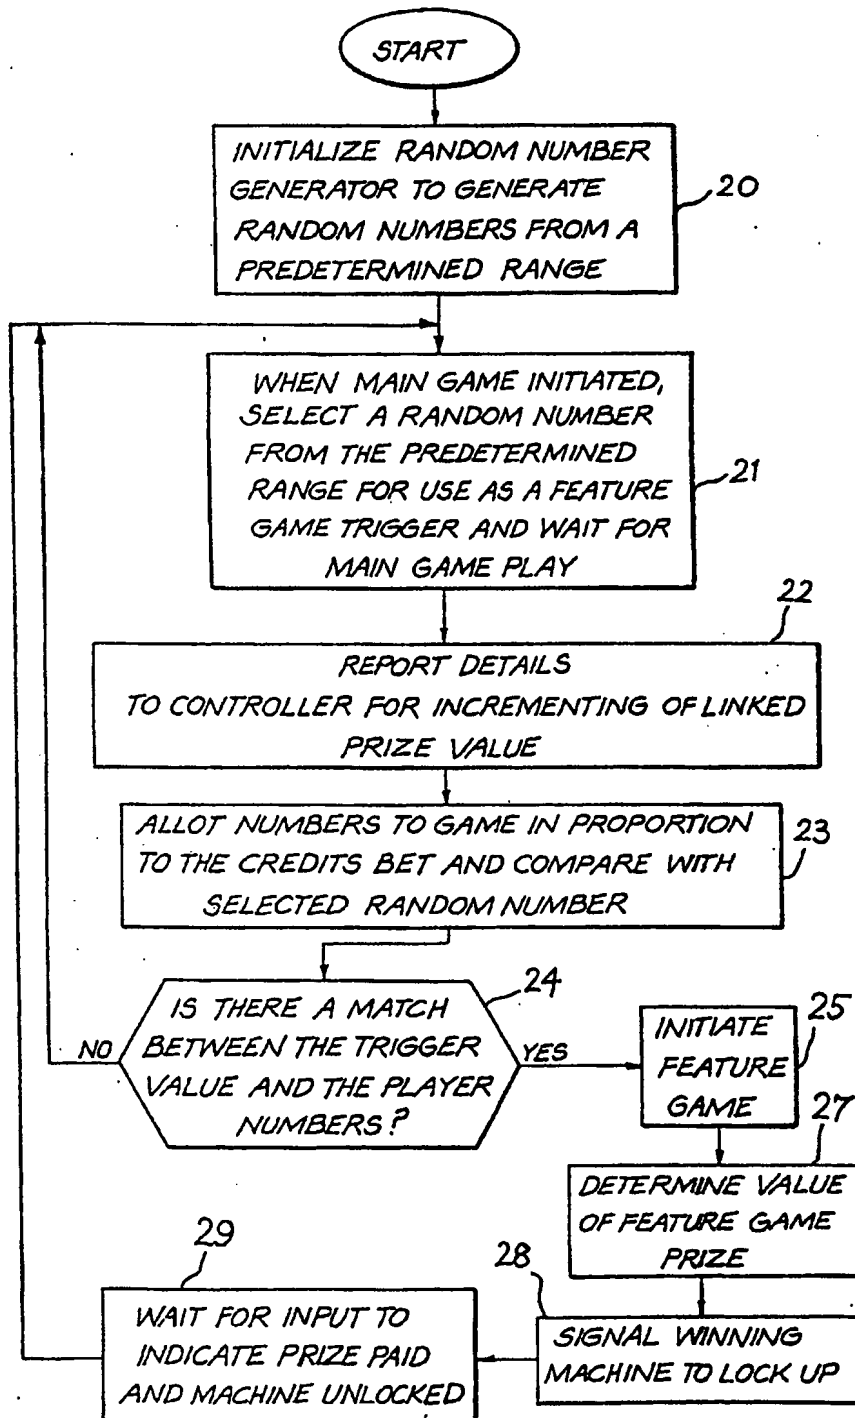 START
INITIALIZE RANDOM NUMBER
GENERATOR TO GENERATE
RANDOM NUMBERS FROM A
PREDETERMINED RANGE
20
WHEN MAIN GAME INITIATED,
SELECT A RANDOM NUMBER
FROM THE PREDETERMINED
RANGE FOR USE AS A FEATURE
GAME TRIGGER AND WAIT FOR
MAIN GAME PLAY
21
22
REPORT DETAILS
TO CONTROLLER FOR INCREMENTING OF LINKED
PRIZE VALUE
ALLOT NUMBERS TO GAME IN PROPORTION
TO THE CREDITS BET AND COMPARE WITH
SELECTED RANDOM NUMBER
23
24
IS THERE A MATCH
BETWEEN THE TRIGGER
VALUE AND THE PLAYER
NUMBERS?
NO
YES
25
INITIATE
FEATURE
GAME
27
DETERMINE VALUE
OF FEATURE GAME
PRIZE
28
SIGNAL WINNING
MACHINE TO LOCK UP
29
WAIT FOR INPUT TO
INDICATE PRIZE PAID
AND MACHINE UNLOCKED